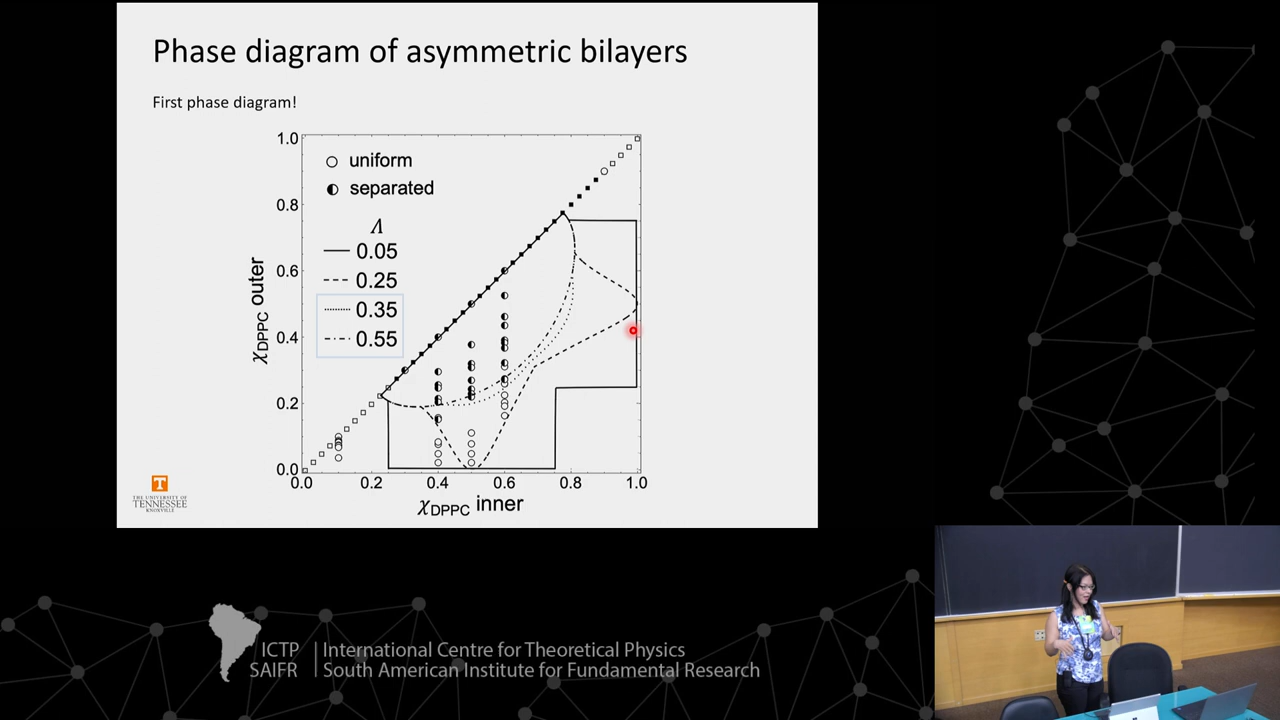 Phase diagram of asymmetric bilayers
First phase diagram!
1.0
0.8
0.6
0.4
0.2
0.0
χDPPC outer
uniform
separated
Λ
0.05
0.25
0.35
0.55
0.0 0.2 0.4 0.6 0.8 1.0
χDPPC inner
T
THE UNIVERSITY OF
TENNESSEE
KNOXVILLE
ICTP
SAIFR
International Centre for Theoretical Physics
South American Institute for Fundamental Research